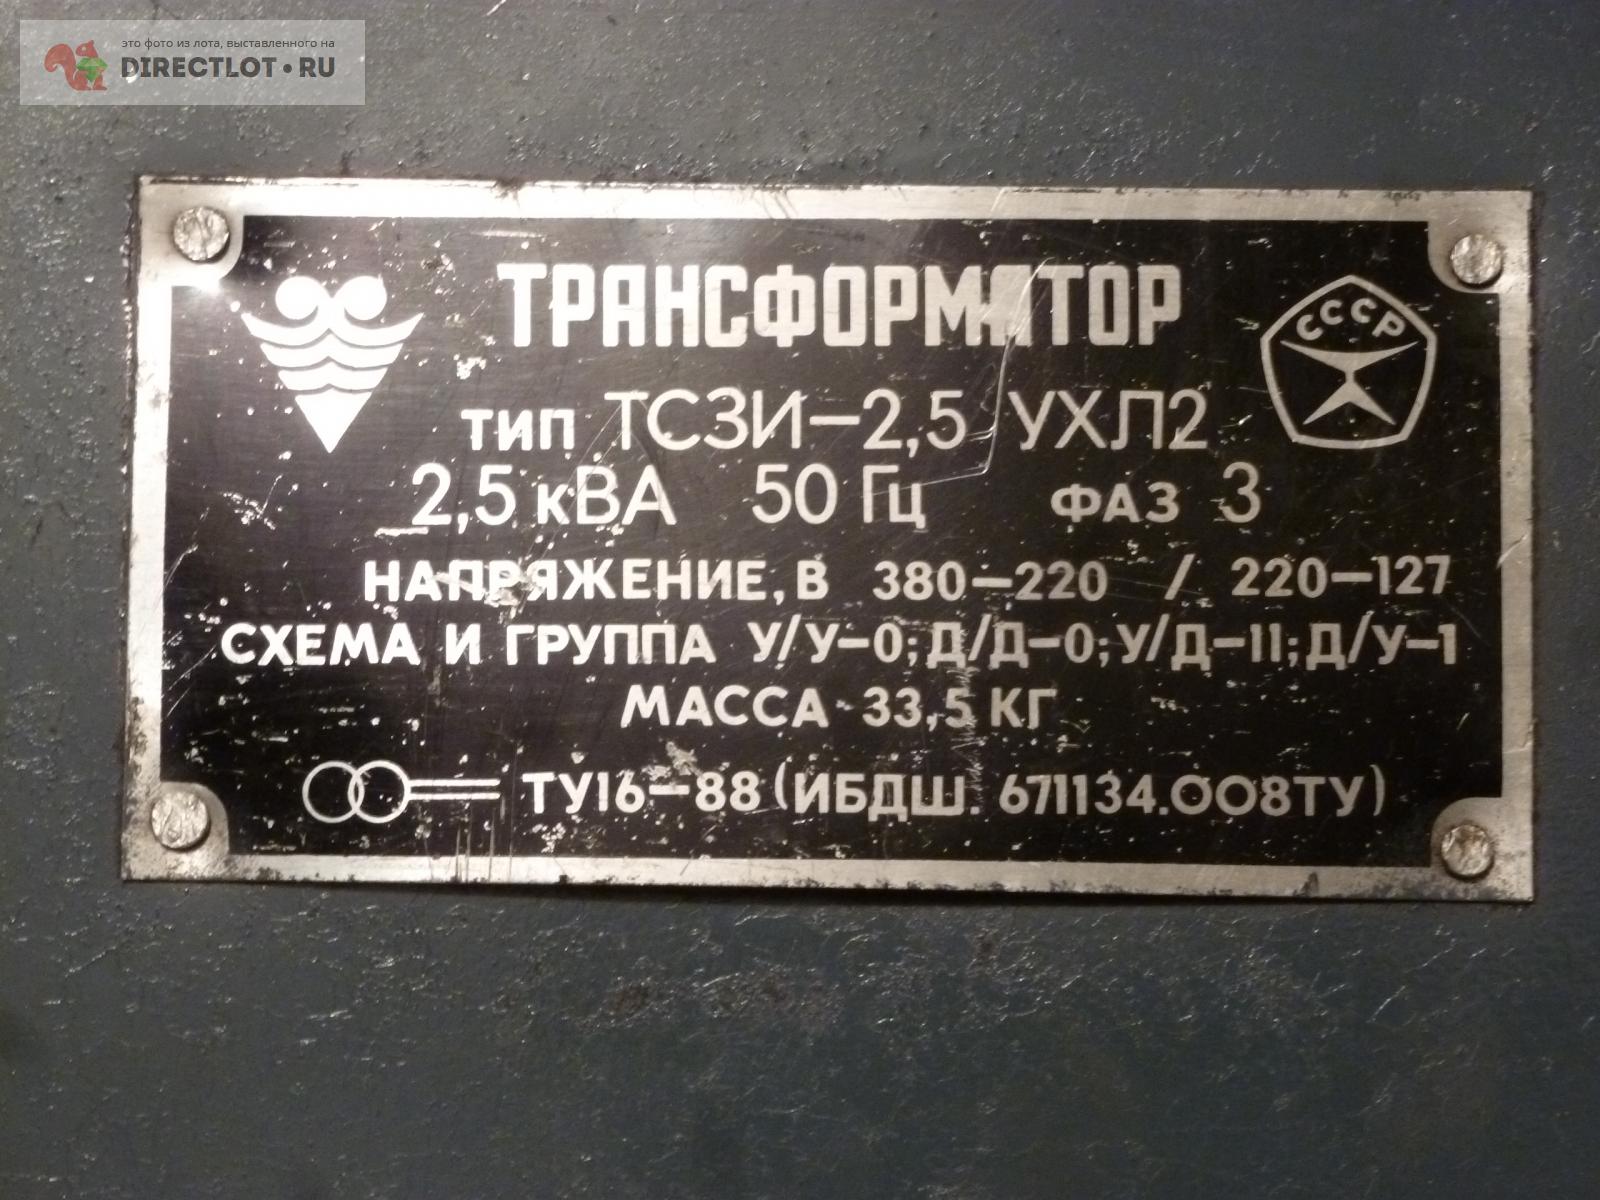 это фото из лота, выставленного на
DIRECTLOT•RU
ТРАНСФОРМАТОР
СССР
ТИП ТСЗИ-2,5 УХЛ2
2,5 кВА 50 Гц ФАЗ 3
НАПРЯЖЕНИЕ, В 380-220 / 220-127
СХЕМА И ГРУППА У/У-0; Д/Д-0; У/Д-11; Д/У-1
МАССА 33,5 КГ
ТУ16-88 (ИБДШ. 671134.008ТУ)